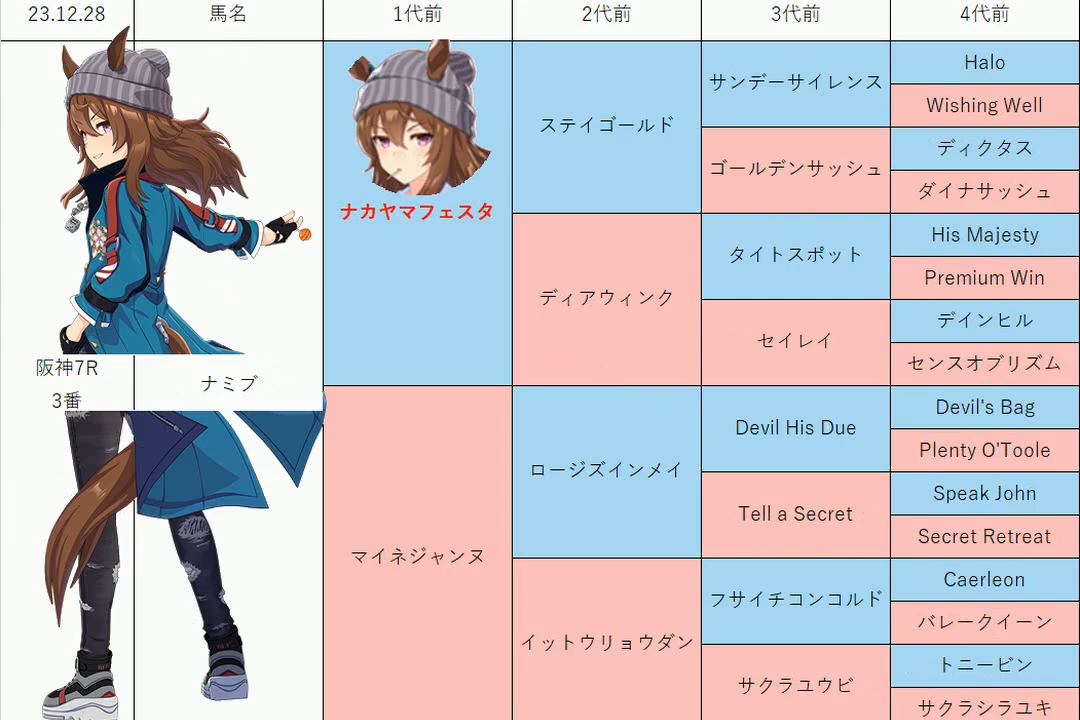 23.12.28 馬名 1代前 2代前 3代前 4代前
阪神7R
3番
ナミブ
ナカヤマフェスタ
マイネジャンヌ
ステイゴールド
ディアウィンク
ロージズインメイ
イットウリョウダン
サンデーサイレンス
ゴールデンサッシュ
タイトスポット
セイレイ
Devil His Due
Tell a Secret
フサイチコンコルド
サクラユウビ
Halo
Wishing Well
ディクタス
ダイナサッシュ
His Majesty
Premium Win
デインヒル
センスオブリズム
Devil's Bag
Plenty O'Toole
Speak John
Secret Retreat
Caerleon
バレークイーン
トニービン
サクラシラユキ